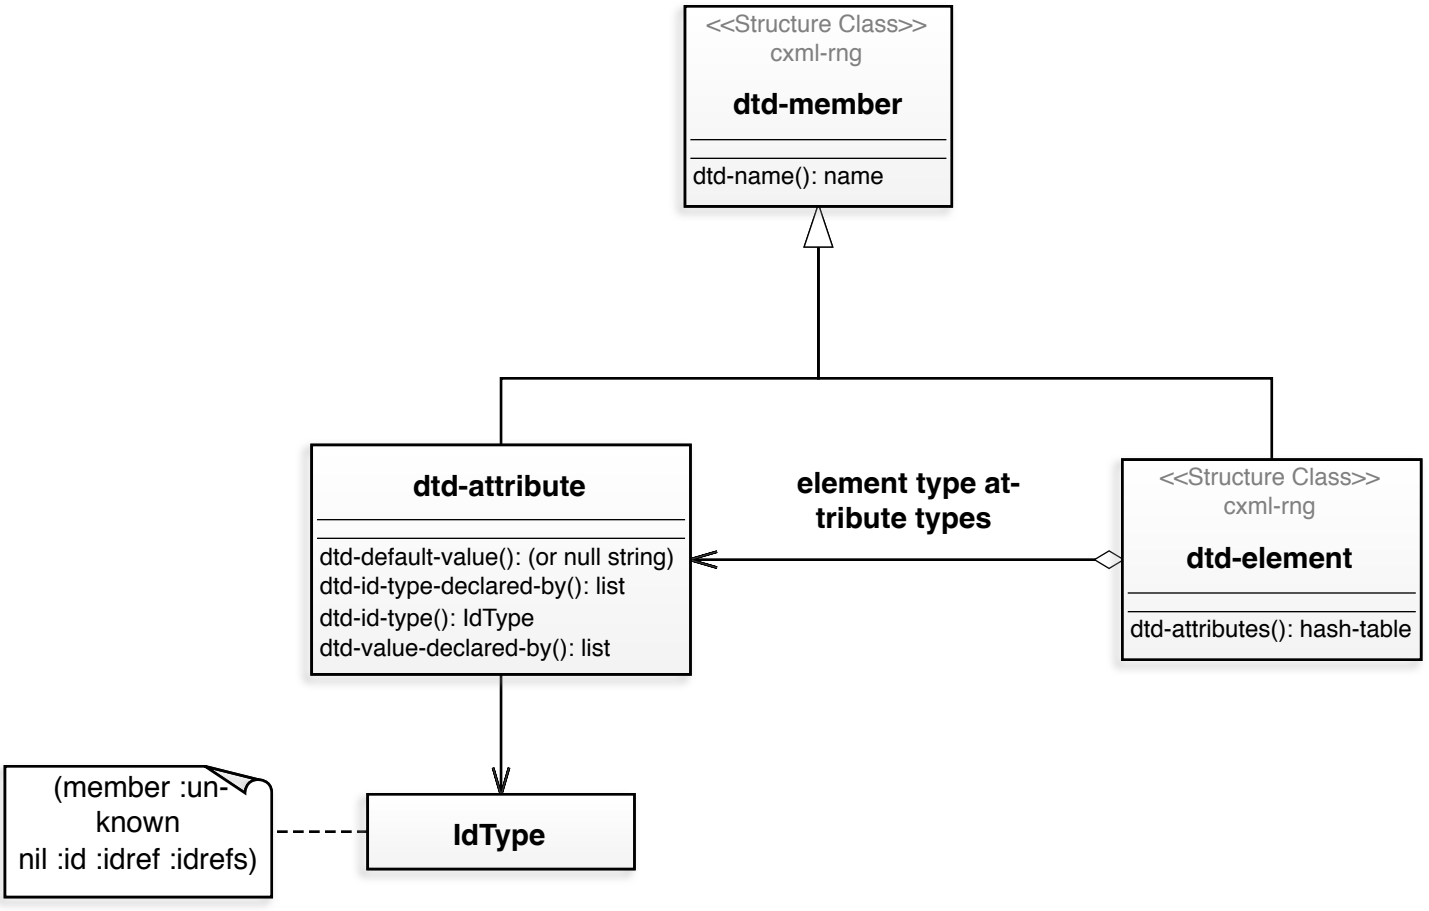 <<Structure Class>>
cxml-rng
dtd-member
dtd-name(): name
dtd-attribute
dtd-default-value(): (or null string)
dtd-id-type-declared-by(): list
dtd-id-type(): IdType
dtd-value-declared-by(): list
element type at-
tribute types
<<Structure Class>>
cxml-rng
dtd-element
dtd-attributes(): hash-table
(member :un-
known
nil :id :idref :idrefs)
IdType